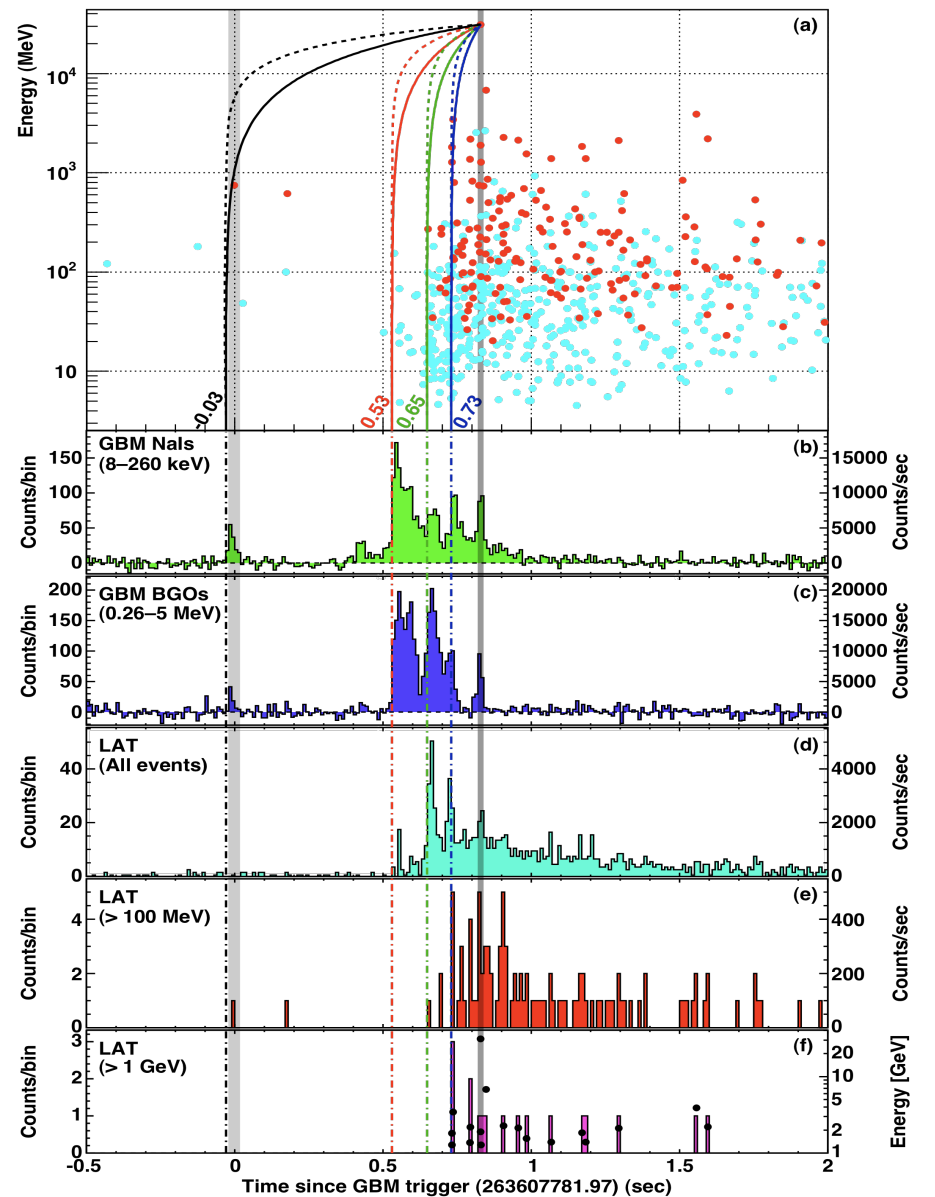 Energy (MeV)
(a)
10⁴
10³
10²
10
-0.03
0.53
0.65
0.73
GBM NaIs
(8–260 keV)
(b)
Counts/bin
150
100
50
0
15000
10000
5000
0
Counts/sec
GBM BGOs
(0.26–5 MeV)
(c)
Counts/bin
200
150
100
50
0
20000
15000
10000
5000
0
Counts/sec
LAT
(All events)
(d)
Counts/bin
40
20
0
4000
2000
0
Counts/sec
LAT
(> 100 MeV)
(e)
Counts/bin
4
2
0
400
200
0
Counts/sec
LAT
(> 1 GeV)
(f)
Counts/bin
3
2
1
0
20
10
5
2
1
Energy [GeV]
-0.5 0 0.5 1 1.5 2
Time since GBM trigger (263607781.97) (sec)